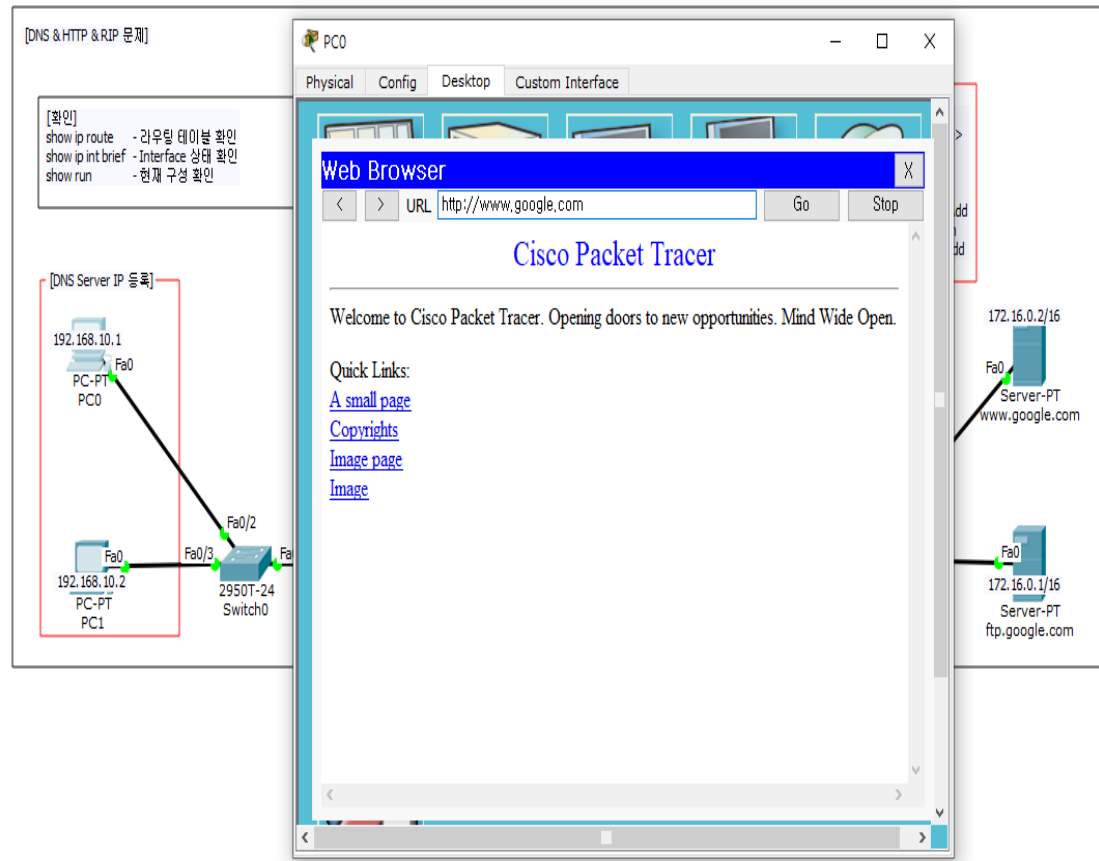 [DNS & HTTP & RIP 문제]
[확인]
show ip route - 라우팅 테이블 확인
show ip int brief - Interface 상태 확인
show run - 현재 구성 확인
[DNS Server IP 등록]
192.168.10.1
Fa0
PC-PT
PC0
Fa0/2
Fa0
Fa0/3
Fa
192.168.10.2
PC-PT
PC1
2950T-24
Switch0
PC0
Physical Config Desktop Custom Interface
Web Browser X
< > URL http://www.google.com Go Stop
Cisco Packet Tracer
Welcome to Cisco Packet Tracer. Opening doors to new opportunities. Mind Wide Open.
Quick Links:
A small page
Copyrights
Image page
Image
>
dd
172.16.0.2/16
Fa0
Server-PT
www.google.com
Fa0
172.16.0.1/16
Server-PT
ftp.google.com